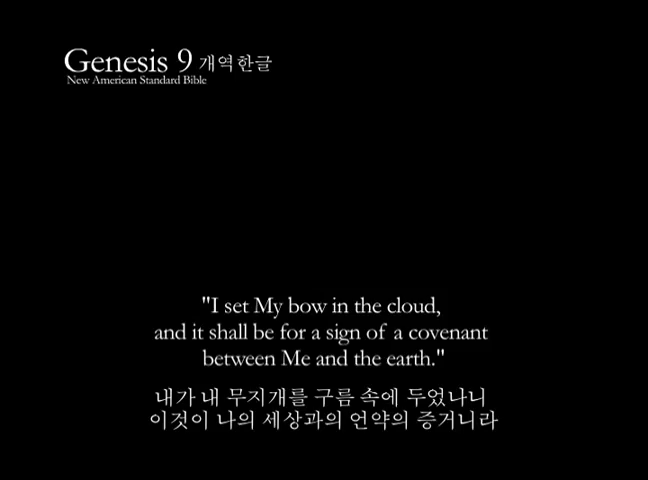 Genesis 9 개역한글
New American Standard Bible
"I set My bow in the cloud,
and it shall be for a sign of a covenant
between Me and the earth."
내가 내 무지개를 구름 속에 두었나니
이것이 나의 세상과의 언약의 증거니라